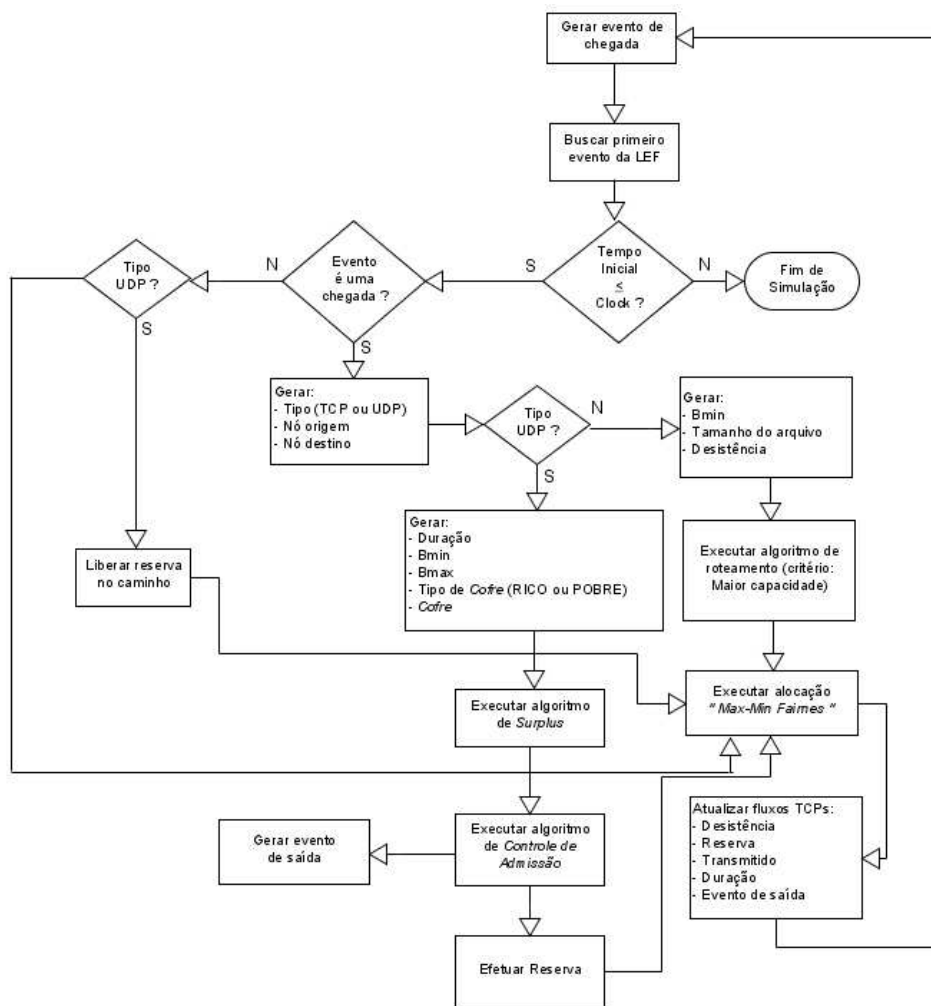 Gerar evento de
chegada
Buscar primeiro
evento da LEF
Tempo
Inicial
≤
Clock ?
N
Fim de
Simulação
S
Evento
é uma
chegada ?
N
Tipo
UDP ?
S
S
Gerar:
- Tipo (TCP ou UDP)
- Nó origem
- Nó destino
Tipo
UDP ?
N
Gerar:
- Bmin
- Tamanho do arquivo
- Desistência
S
Gerar:
- Duração
- Bmin
- Bmax
- Tipo de Cofre (RICO ou POBRE)
- Cofre
Executar algoritmo de
roteamento (critério:
Maior capacidade)
Liberar reserva
no caminho
Executar algoritmo
de Surplus
Executar alocação
" Max-Min Fairnes "
Gerar evento
de saída
Executar algoritmo
de Controle de
Admissão
Atualizar fluxos TCPs:
- Desistência
- Reserva
- Transmitido
- Duração
- Evento de saída
Efetuar Reserva